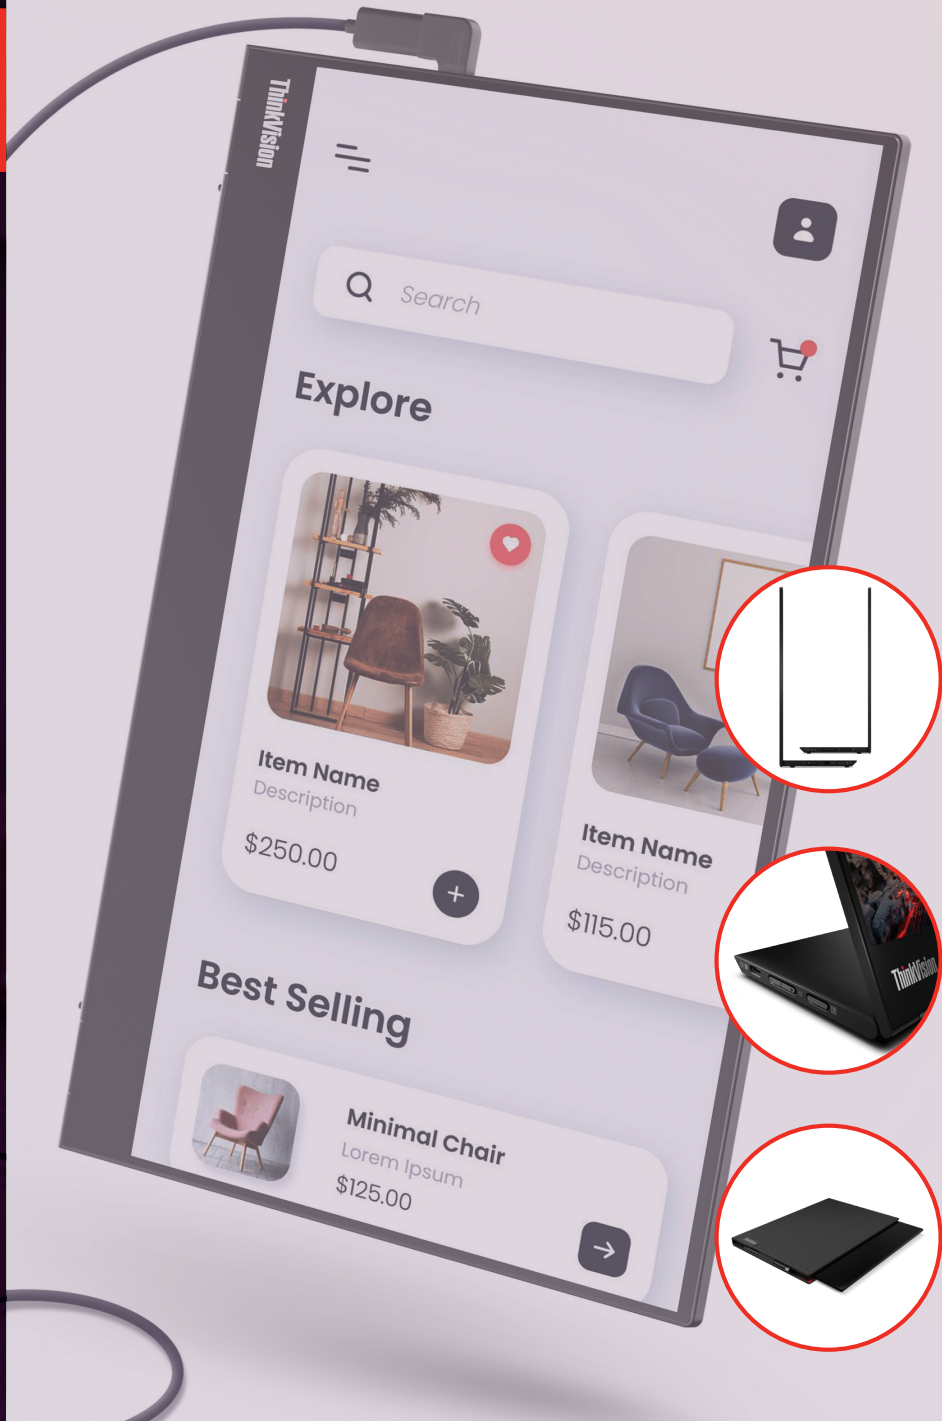 ThinkVision
Search
Explore
Item Name
Description
$250.00
Item Name
Description
$115.00
Best Selling
Minimal Chair
Lorem Ipsum
$125.00
ThinkVision